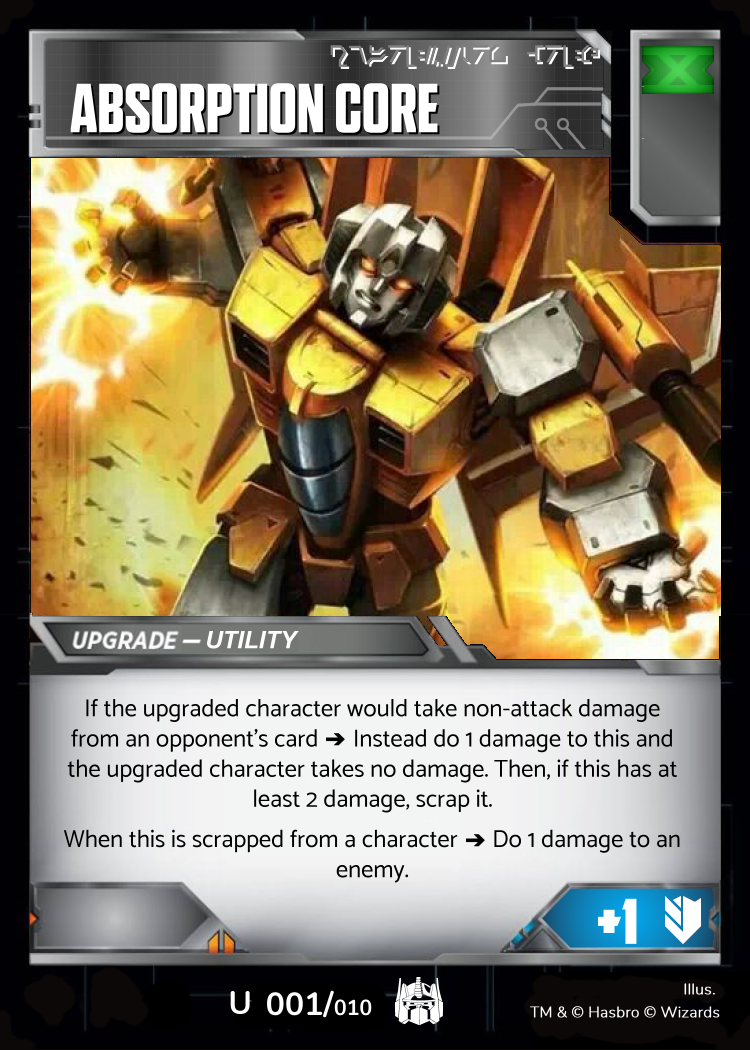 ABSORPTION CORE
UPGRADE — UTILITY
If the upgraded character would take non-attack damage
from an opponent's card ➔ Instead do 1 damage to this and
the upgraded character takes no damage. Then, if this has at
least 2 damage, scrap it.
When this is scrapped from a character ➔ Do 1 damage to an
enemy.
+1
U 001/010
Illus.
TM & © Hasbro © Wizards